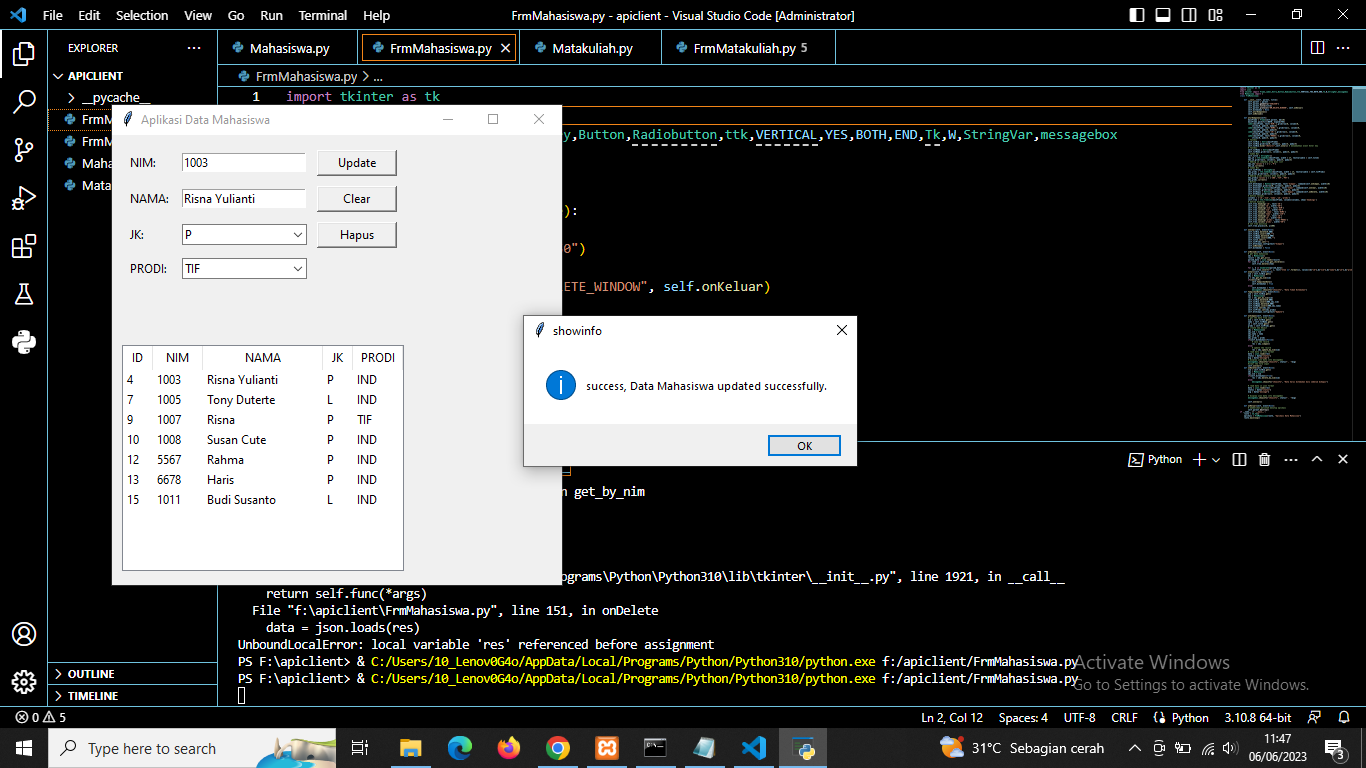 File Edit Selection View Go Run Terminal Help
FrmMahasiswa.py - apiclient - Visual Studio Code [Administrator]
EXPLORER
Mahasiswa.py
FrmMahasiswa.py
Matakuliah.py
FrmMatakuliah.py 5
APICLIENT
FrmMahasiswa.py > ...
__pycache__
1 import tkinter as tk
FrmM
FrmM
Maha
Mata
Aplikasi Data Mahasiswa
y,Button,Radiobutton,ttk,VERTICAL,YES,BOTH,END,Tk,W,StringVar,messagebox
NIM: 1003 Update
NAMA: Risna Yulianti Clear
):
JK: P Hapus
0")
PRODI: TIF
ETE_WINDOW", self.onKeluar)
showinfo
success, Data Mahasiswa updated successfully.
OK
ID NIM NAMA JK PRODI
4 1003 Risna Yulianti P IND
7 1005 Tony Duterte L IND
9 1007 Risna P TIF
10 1008 Susan Cute P IND
12 5567 Rahma P IND
13 6678 Haris P IND
15 1011 Budi Susanto L IND
Python
n get_by_nim
ograms\Python\Python310\lib\tkinter\__init__.py", line 1921, in __call__
return self.func(*args)
File "f:\apiclient\FrmMahasiswa.py", line 151, in onDelete
data = json.loads(res)
UnboundLocalError: local variable 'res' referenced before assignment
PS F:\apiclient> & C:/Users/10_Lenov0G4o/AppData/Local/Programs/Python/Python310/python.exe f:/apiclient/FrmMahasiswa.py
PS F:\apiclient> & C:/Users/10_Lenov0G4o/AppData/Local/Programs/Python/Python310/python.exe f:/apiclient/FrmMahasiswa.py
Activate Windows
Go to Settings to activate Windows.
OUTLINE
TIMELINE
0 5
Ln 2, Col 12 Spaces: 4 UTF-8 CRLF Python 3.10.8 64-bit
Type here to search
31°C Sebagian cerah
11:47
06/06/2023
3